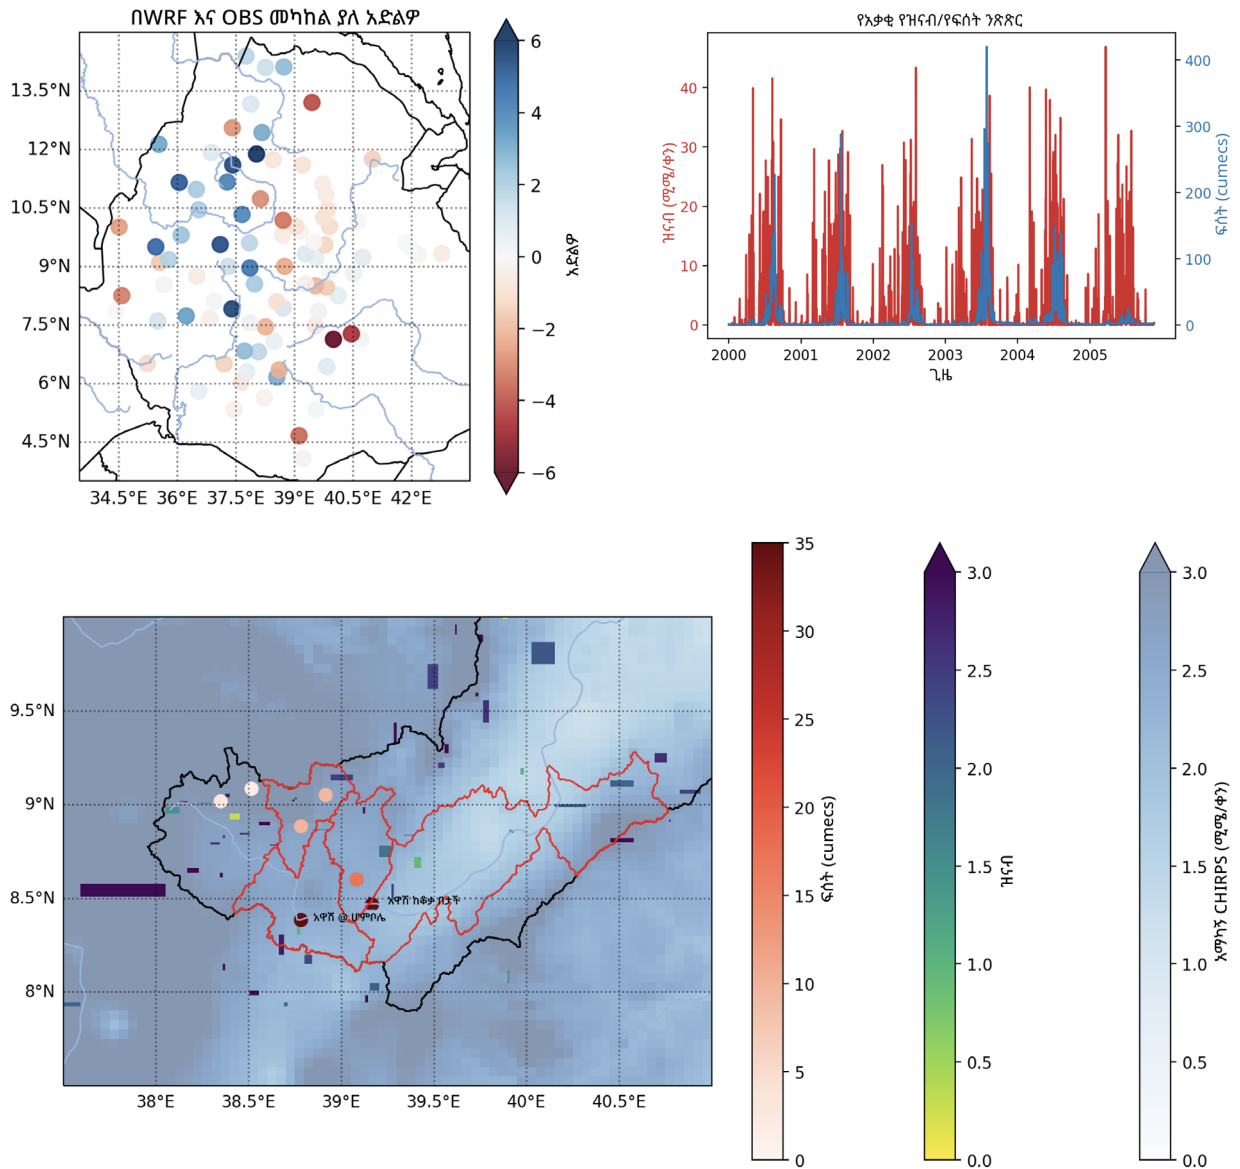 በWRF እና OBS መካከል ያለ አድልዎ
13.5°N
12°N
10.5°N
9°N
7.5°N
6°N
4.5°N
34.5°E 36°E 37.5°E 39°E 40.5°E 42°E
6
4
2
0
−2
−4
−6
አድልዎ
የአቃቂ የዝናብ/የፍሰት ንጽጽር
40
30
20
10
0
ዝናብ (ሚሜ/ቀን)
400
300
200
100
0
ፍሰት (cumecs)
2000 2001 2002 2003 2004 2005
ጊዜ
9.5°N
9°N
8.5°N
8°N
38°E 38.5°E 39°E 39.5°E 40°E 40.5°E
አዋሽ ከቆቃ በታች
አዋሽ @ ሆምቦሌ
35
30
25
20
15
10
5
0
ፍሰት (cumecs)
3.0
2.5
2.0
1.5
1.0
0.5
0.0
ዝናብ
3.0
2.5
2.0
1.5
1.0
0.5
0.0
አማካኝ CHIRPS (ሚሜ/ቀን)